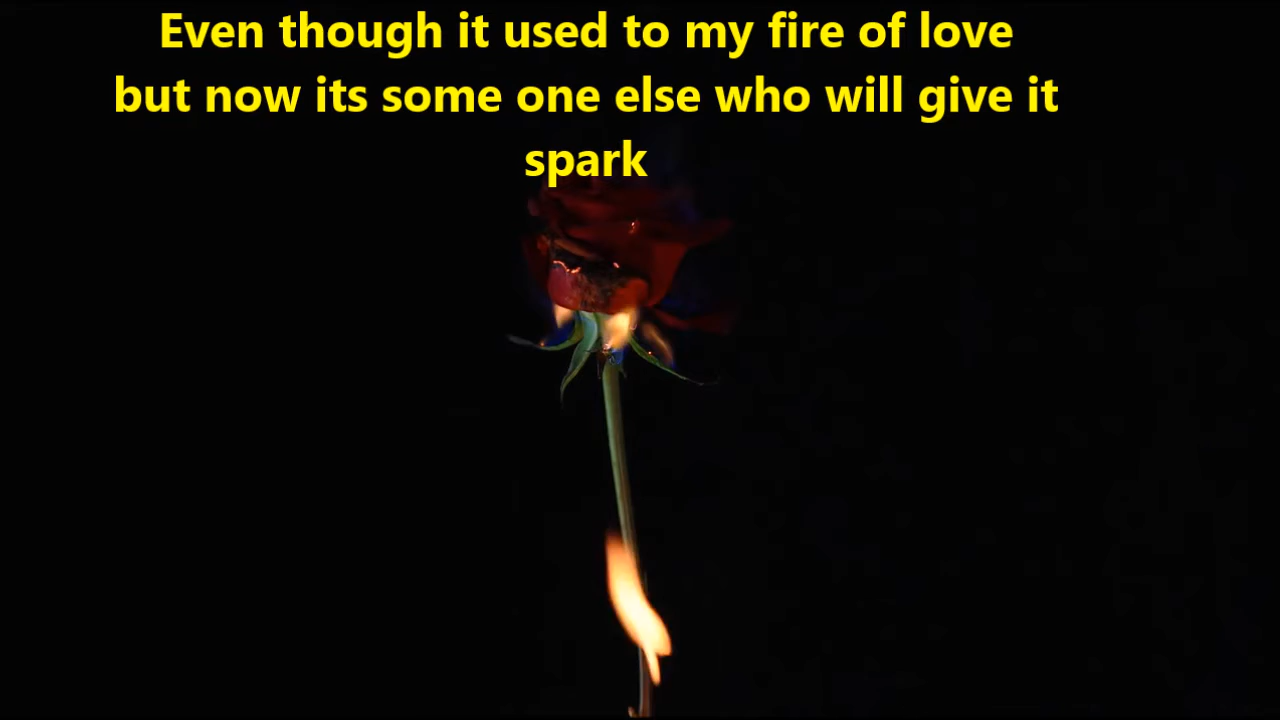 Even though it used to my fire of love
but now its some one else who will give it
spark